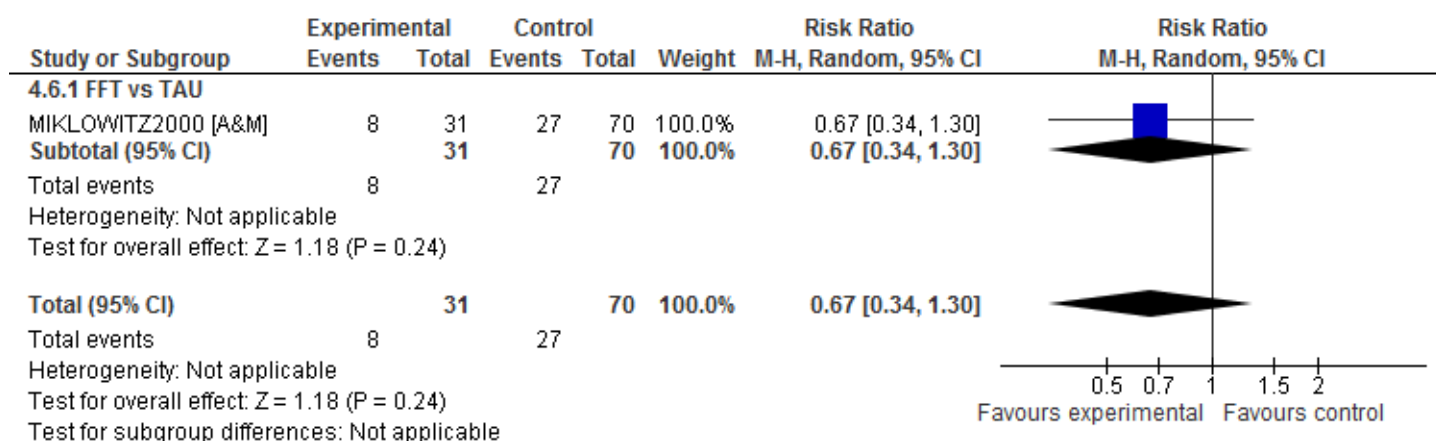 Experimental Control Risk Ratio Risk Ratio
Study or Subgroup Events Total Events Total Weight M-H, Random, 95% CI M-H, Random, 95% CI
4.6.1 FFT vs TAU
MIKLOWITZ2000 [A&M] 8 31 27 70 100.0% 0.67 [0.34, 1.30]
Subtotal (95% CI) 31 70 100.0% 0.67 [0.34, 1.30]
Total events 8 27
Heterogeneity: Not applicable
Test for overall effect: Z = 1.18 (P = 0.24)
Total (95% CI) 31 70 100.0% 0.67 [0.34, 1.30]
Total events 8 27
Heterogeneity: Not applicable
0.5 0.7 1 1.5 2
Test for overall effect: Z = 1.18 (P = 0.24)
Favours experimental Favours control
Test for subgroup differences: Not applicable